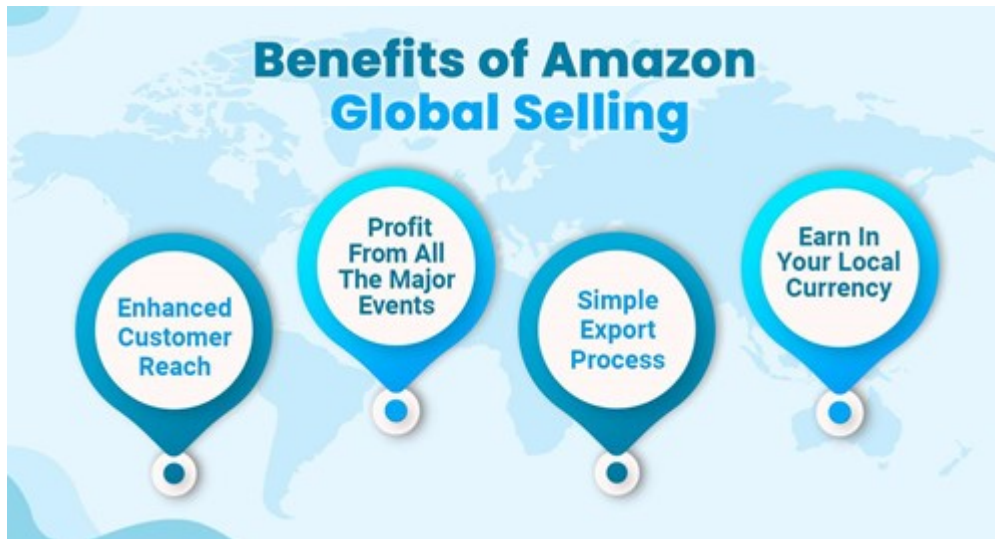 Benefits of Amazon
Global Selling
Enhanced
Customer
Reach
Profit
From All
The Major
Events
Simple
Export
Process
Earn In
Your Local
Currency